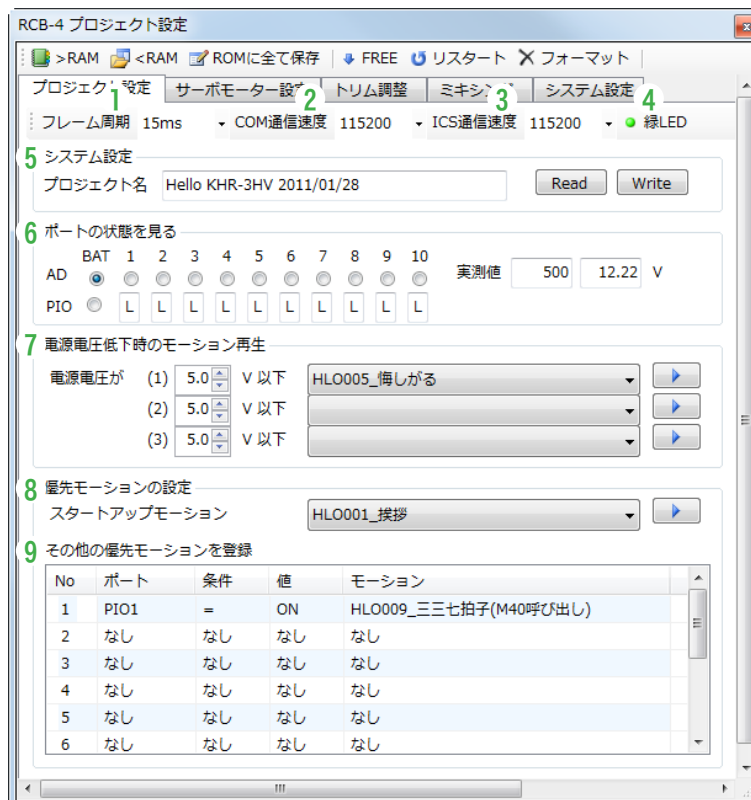 RCB-4 プロジェクト設定
>RAM <RAM ROMに全て保存 FREE リスタート フォーマット
プロジェクト設定 サーボモーター設定 トリム調整 ミキシング システム設定
1 2 3 4
フレーム周期 15ms COM通信速度 115200 ICS通信速度 115200 緑LED
5 システム設定
プロジェクト名 Hello KHR-3HV 2011/01/28 Read Write
6 ポートの状態を見る
BAT 1 2 3 4 5 6 7 8 9 10
AD 実測値 500 12.22 V
PIO L L L L L L L L L L
7 電源電圧低下時のモーション再生
電源電圧が (1) 5.0 V 以下 HLO005_悔しがる
(2) 5.0 V 以下
(3) 5.0 V 以下
8 優先モーションの設定
スタートアップモーション HLO001_挨拶
9 その他の優先モーションを登録
No ポート 条件 値 モーション
1 PIO1 = ON HLO009_三三七拍子(M40呼び出し)
2 なし なし なし なし
3 なし なし なし なし
4 なし なし なし なし
5 なし なし なし なし
6 なし なし なし なし